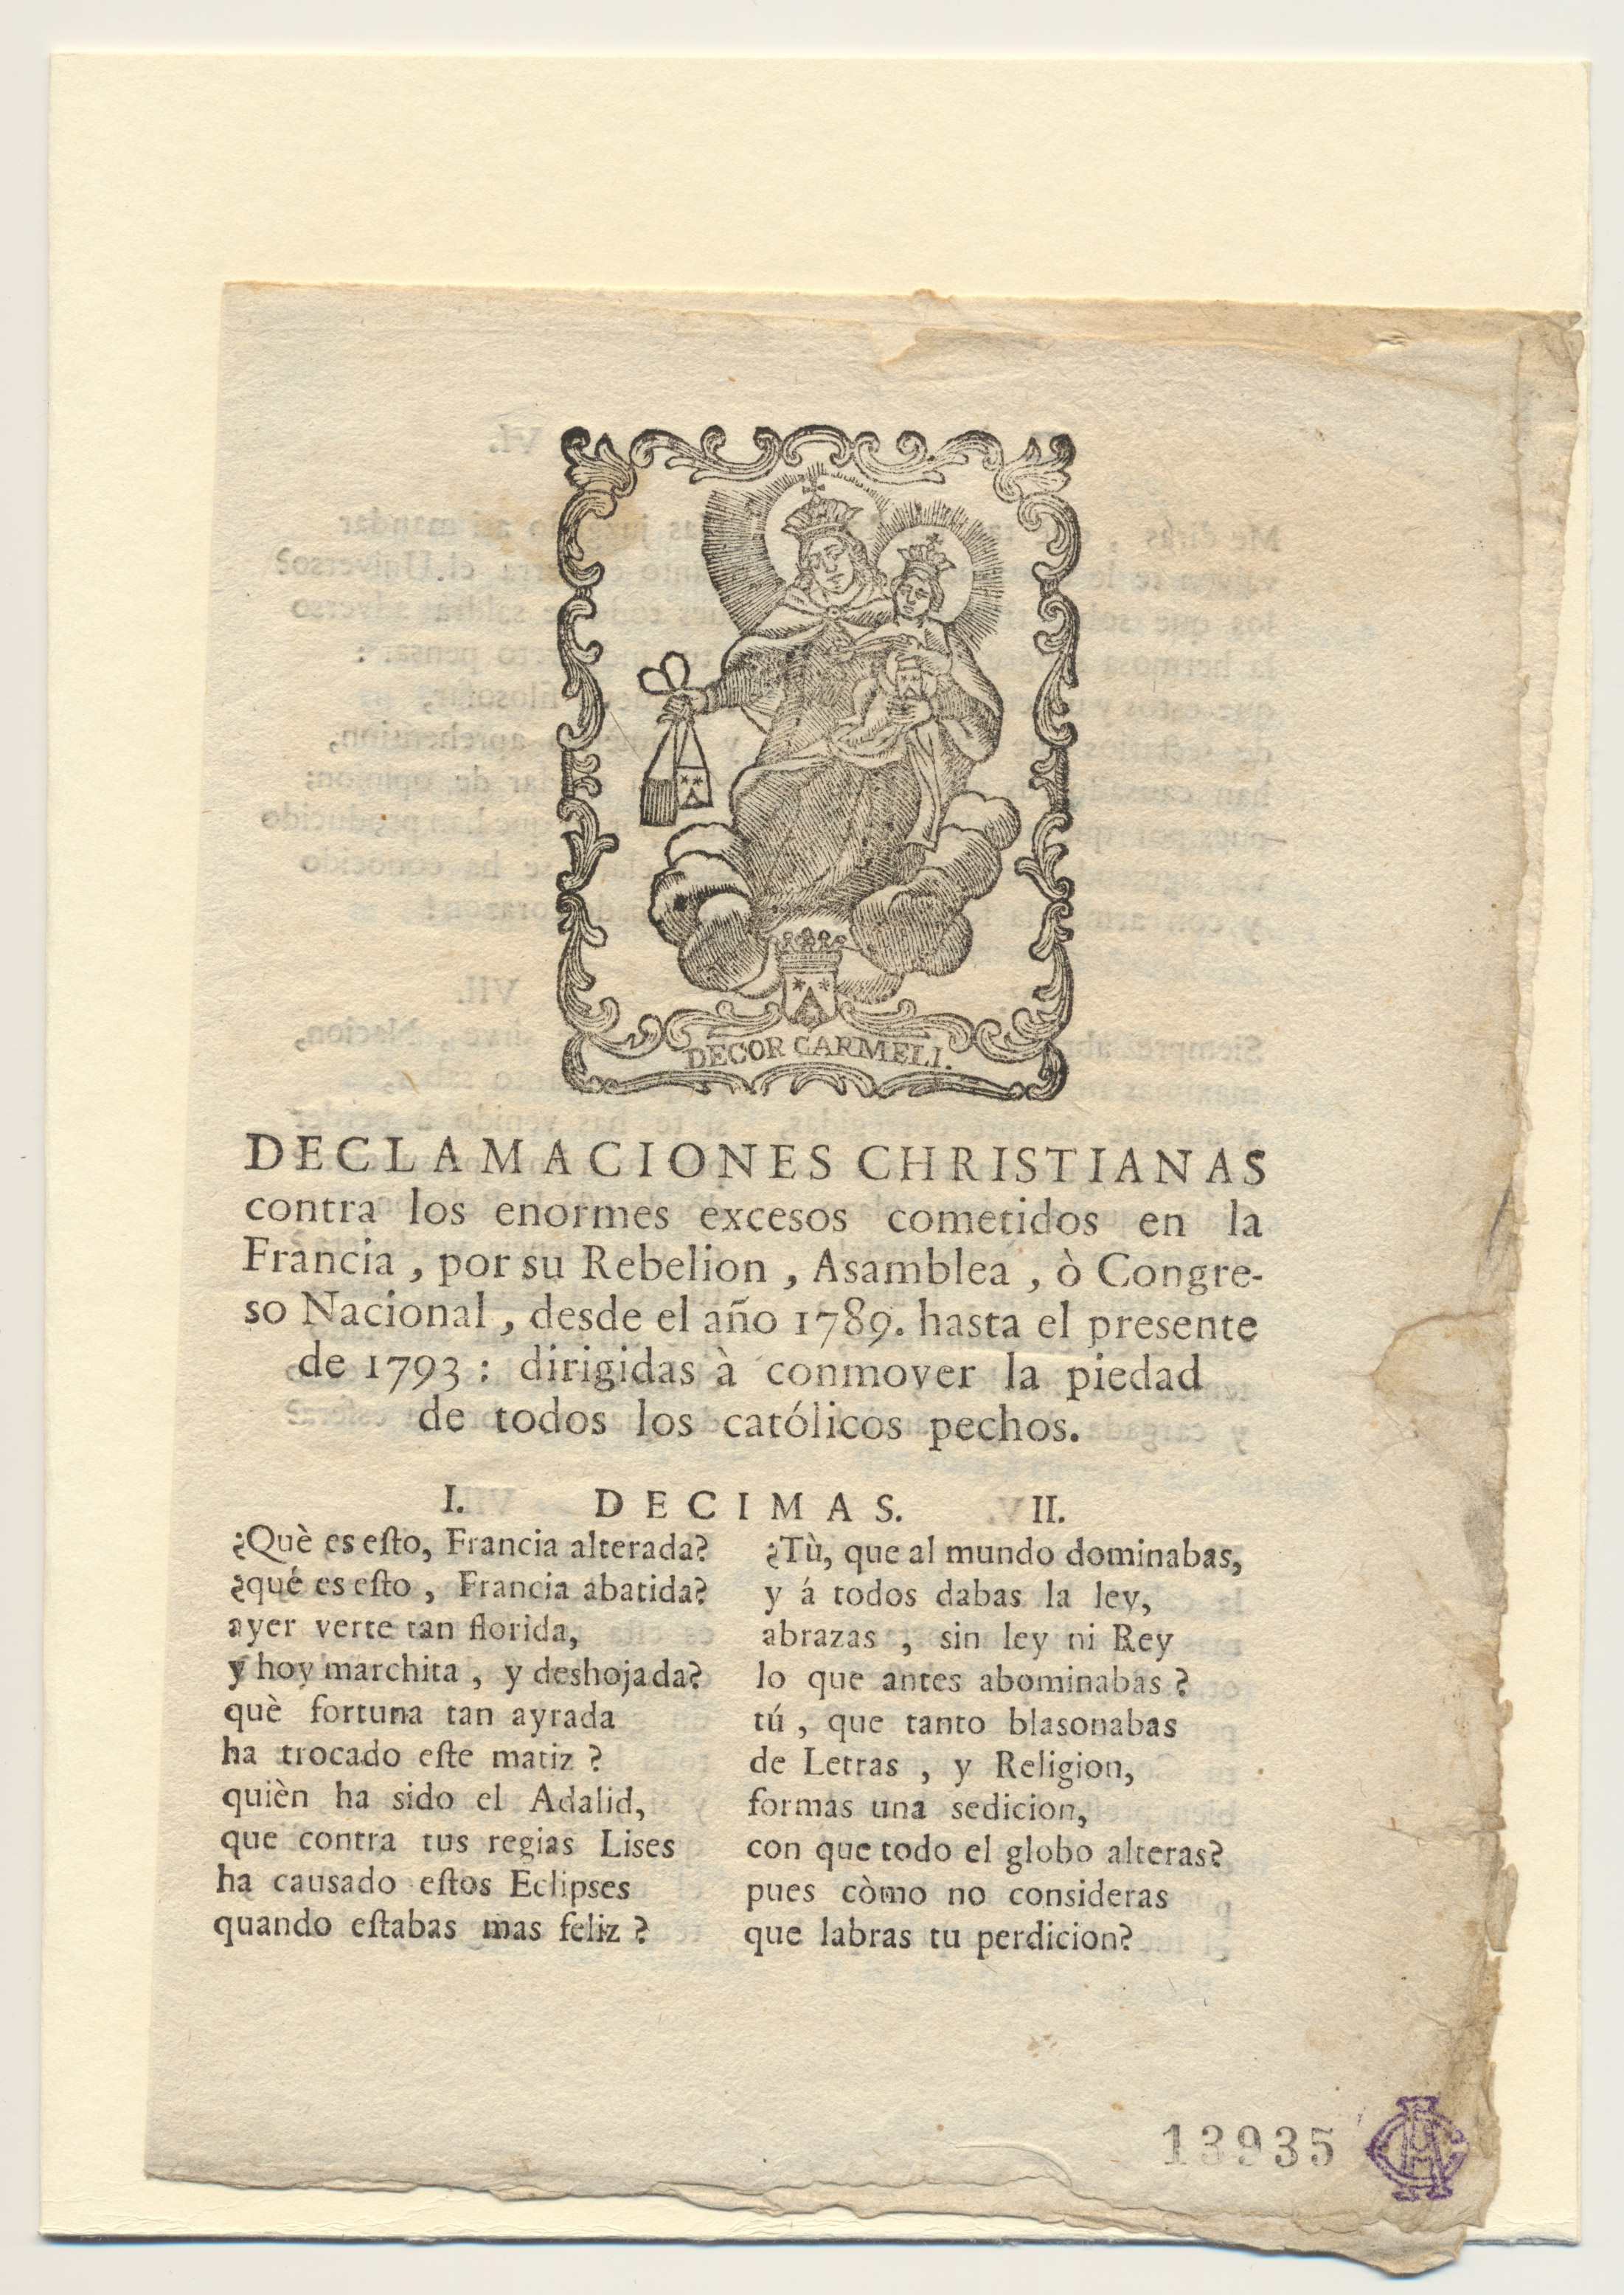 DECOR CARMELI.
DECLAMACIONES CHRISTIANAS
contra los enormes excesos cometidos en la
Francia , por su Rebelion , Asamblea , ò Congre-
so Nacional , desde el año 1789. hasta el presente
de 1793 : dirigidas à conmover la piedad
de todos los católicos pechos.
DECIMAS.
I.
¿Què es eſto, Francia alterada?
¿qué es eſto , Francia abatida?
ayer verte tan florida,
y hoy marchita , y deshojada?
què fortuna tan ayrada
ha trocado eſte matiz ?
quièn ha sido el Adalid,
que contra tus regias Lises
ha causado eſtos Eclipses
quando eſtabas mas feliz ?
II.
¿Tù, que al mundo dominabas,
y á todos dabas la ley,
abrazas , sin ley ni Rey
lo que antes abominabas ?
tú , que tanto blasonabas
de Letras , y Religion,
formas una sedicion,
con que todo el globo alteras?
pues còmo no consideras
que labras tu perdicion?
13935